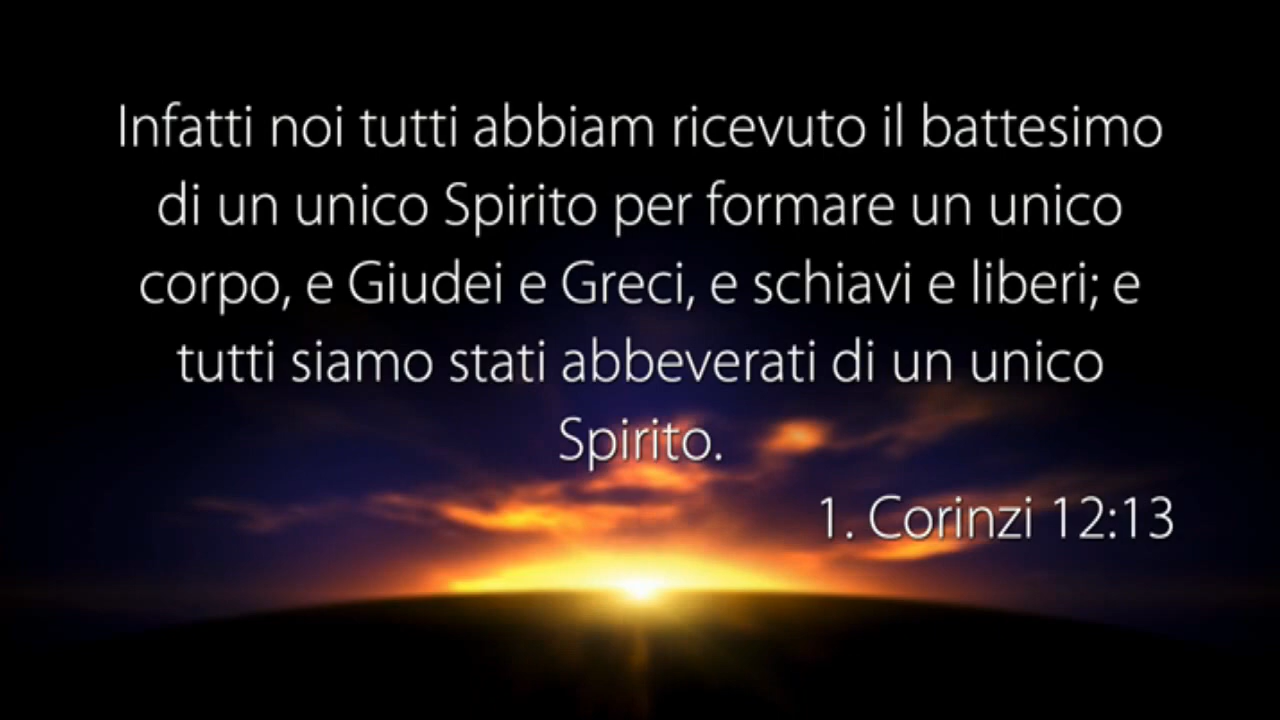 Infatti noi tutti abbiam ricevuto il battesimo
di un unico Spirito per formare un unico
corpo, e Giudei e Greci, e schiavi e liberi; e
tutti siamo stati abbeverati di un unico
Spirito.
1. Corinzi 12:13